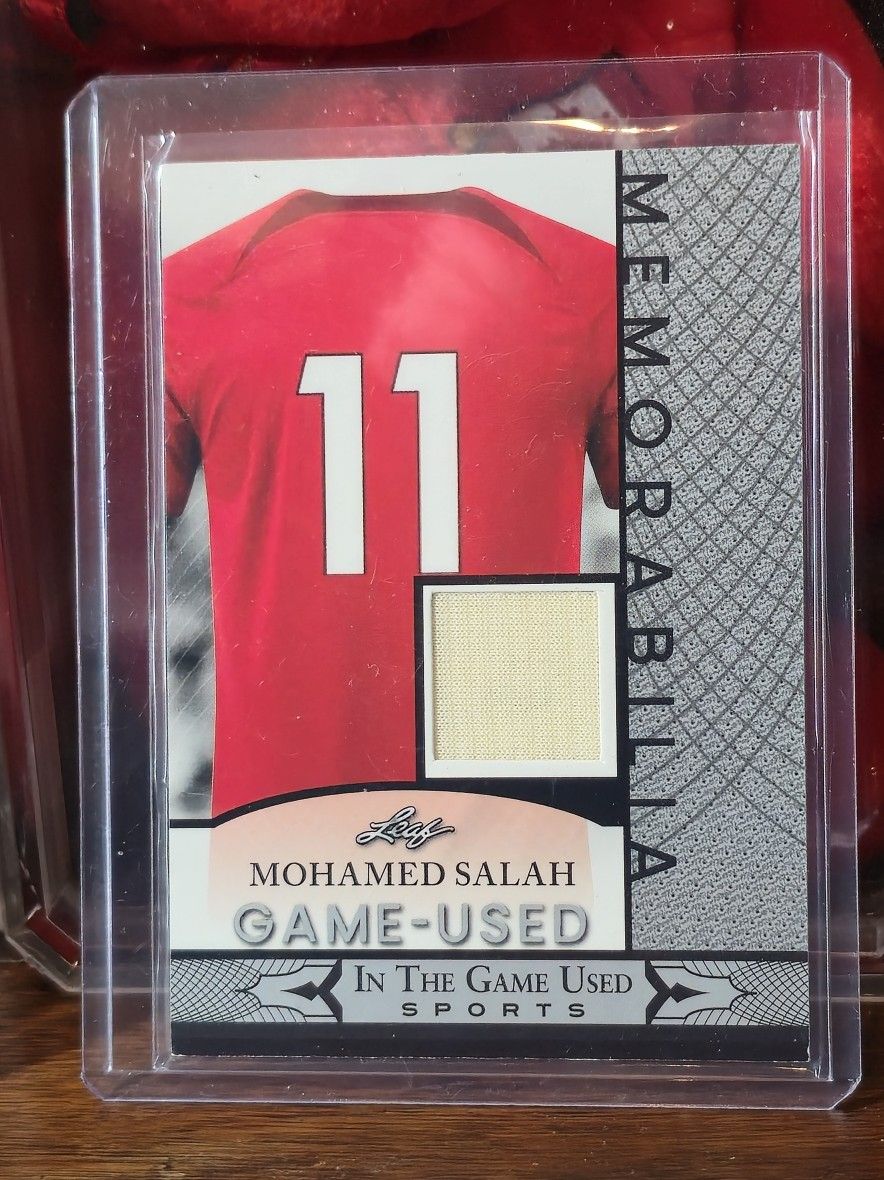 11
MEMORABILIA
Leaf
MOHAMED SALAH
GAME-USED
IN THE GAME USED
SPORTS